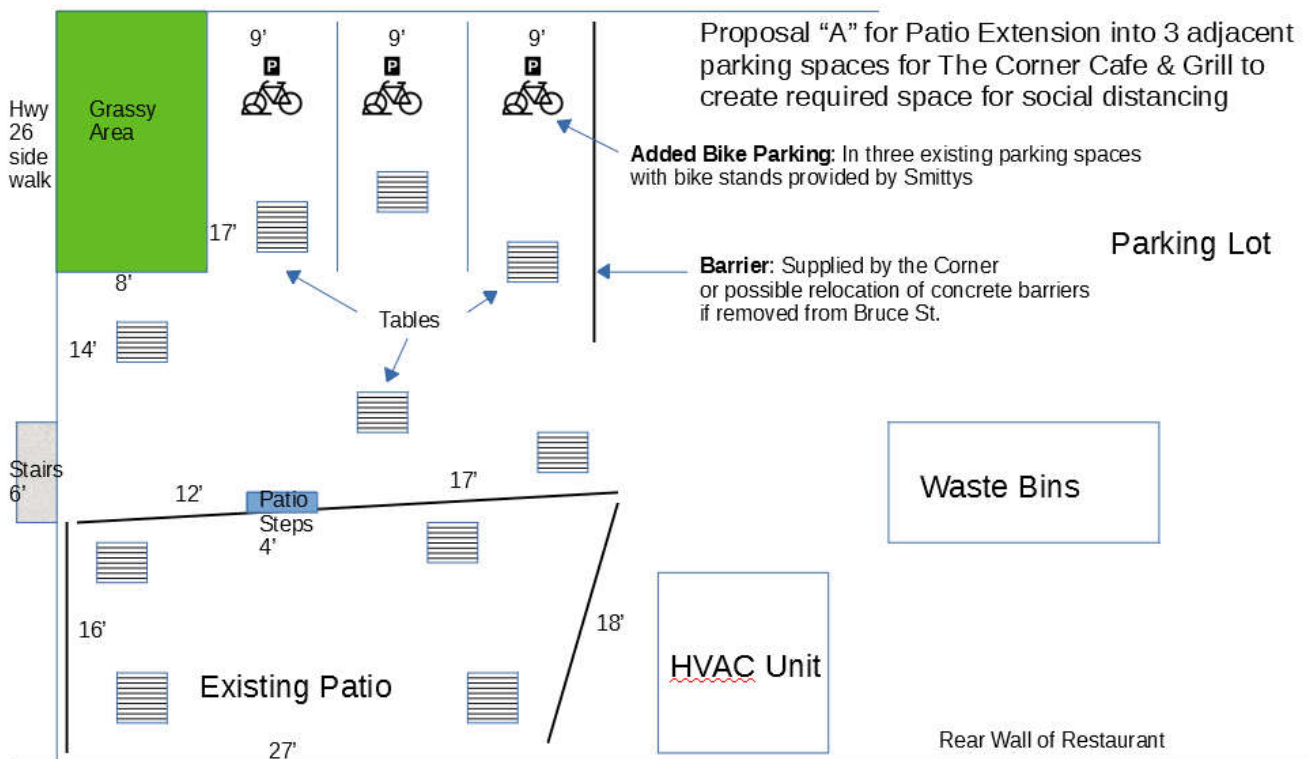 Proposal “A” for Patio Extension into 3 adjacent
parking spaces for The Corner Cafe & Grill to
create required space for social distancing
9’
9’
9’
P
P
P
Hwy
26
side
walk
Grassy
Area
Added Bike Parking: In three existing parking spaces
with bike stands provided by Smittys
17’
Parking Lot
Barrier: Supplied by the Corner
or possible relocation of concrete barriers
if removed from Bruce St.
8’
Tables
14’
Stairs
6’
12’
17’
Patio
Steps
4’
Waste Bins
16’
18’
Existing Patio
HVAC Unit
27’
Rear Wall of Restaurant